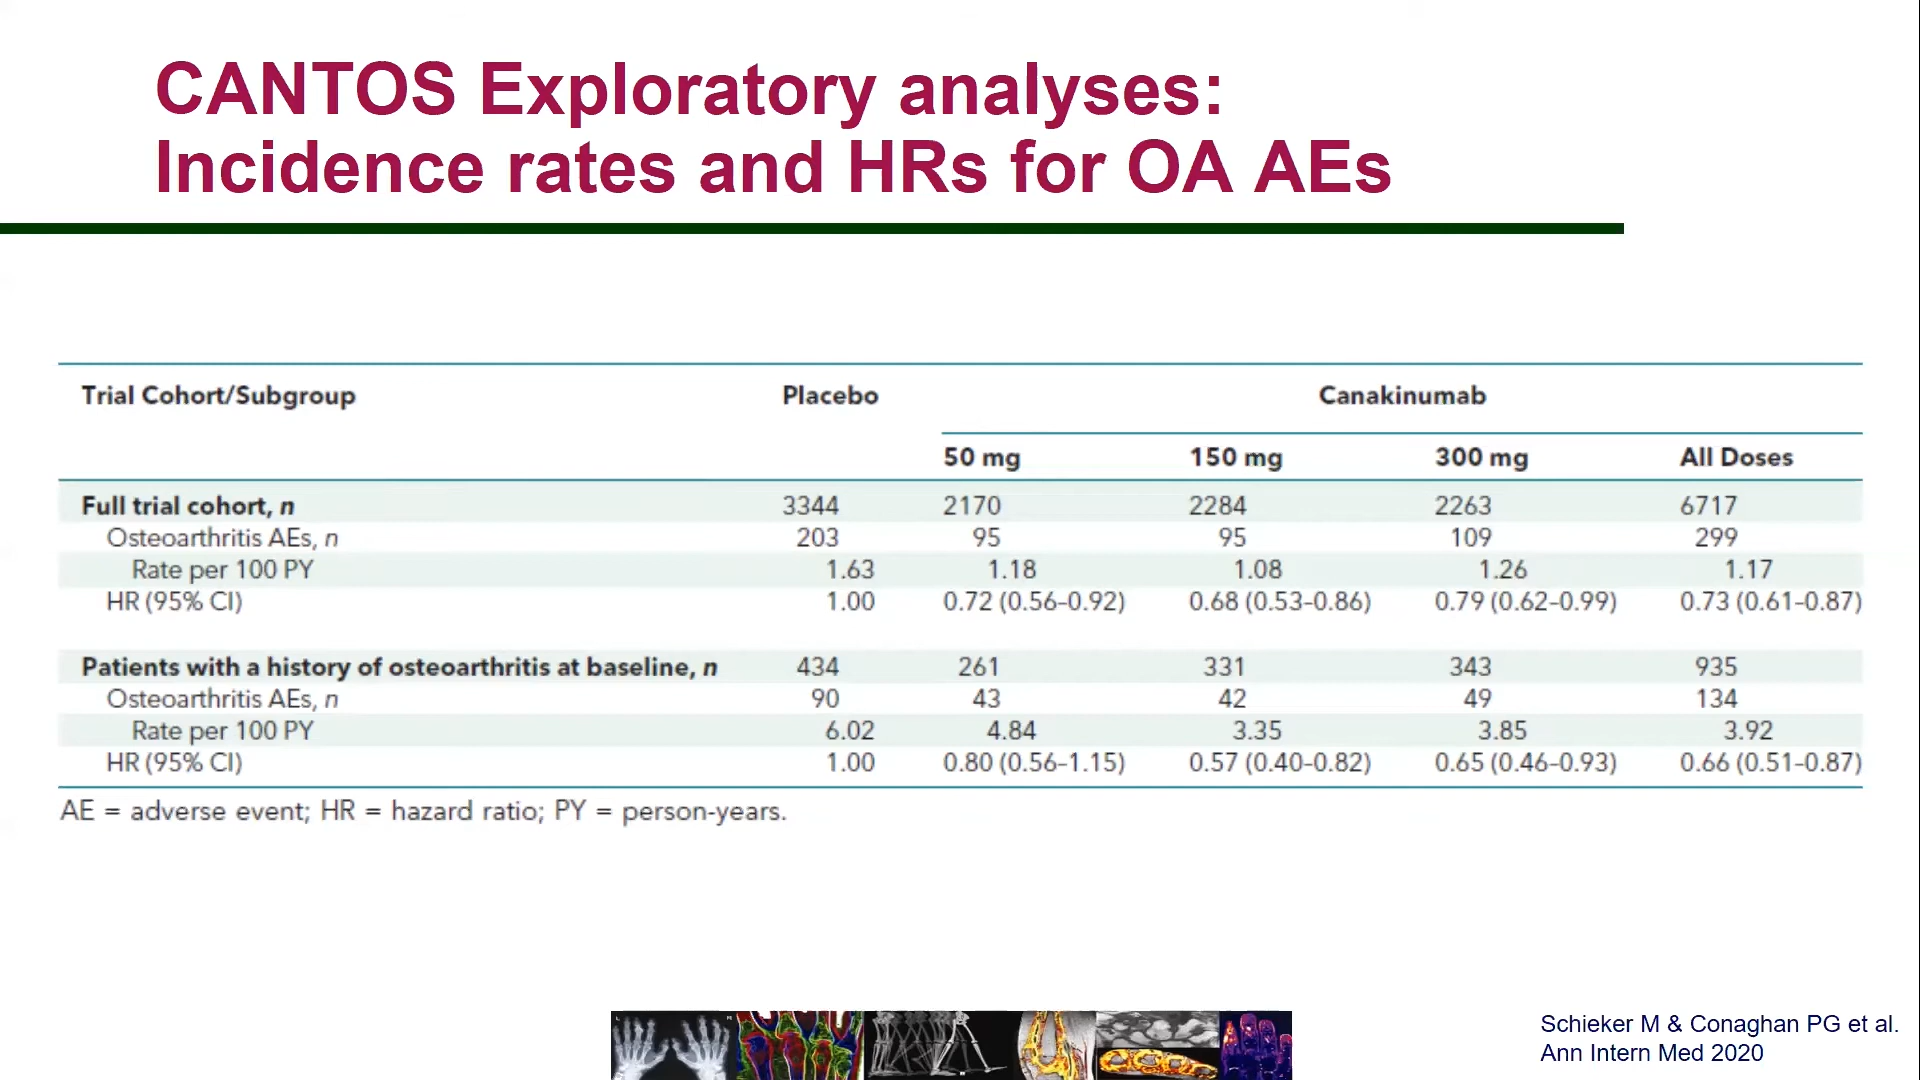 CANTOS Exploratory analyses:
Incidence rates and HRs for OA AEs
Trial Cohort/Subgroup Placebo Canakinumab
50 mg 150 mg 300 mg All Doses
Full trial cohort, n 3344 2170 2284 2263 6717
Osteoarthritis AEs, n 203 95 95 109 299
Rate per 100 PY 1.63 1.18 1.08 1.26 1.17
HR (95% CI) 1.00 0.72 (0.56–0.92) 0.68 (0.53–0.86) 0.79 (0.62–0.99) 0.73 (0.61–0.87)
Patients with a history of osteoarthritis at baseline, n 434 261 331 343 935
Osteoarthritis AEs, n 90 43 42 49 134
Rate per 100 PY 6.02 4.84 3.35 3.85 3.92
HR (95% CI) 1.00 0.80 (0.56–1.15) 0.57 (0.40–0.82) 0.65 (0.46–0.93) 0.66 (0.51–0.87)
AE = adverse event; HR = hazard ratio; PY = person-years.
Schieker M & Conaghan PG et al.
Ann Intern Med 2020